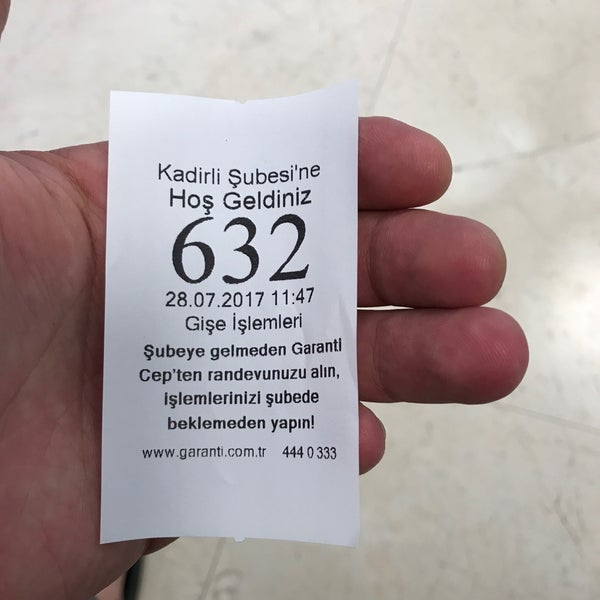 Kadirli Şubesi'ne
Hoş Geldiniz
632
28.07.2017 11:47
Gişe İşlemleri
Şubeye gelmeden Garanti
Cep'ten randevunuzu alın,
işlemlerinizi şubede
beklemeden yapın!
www.garanti.com.tr 444 0 333